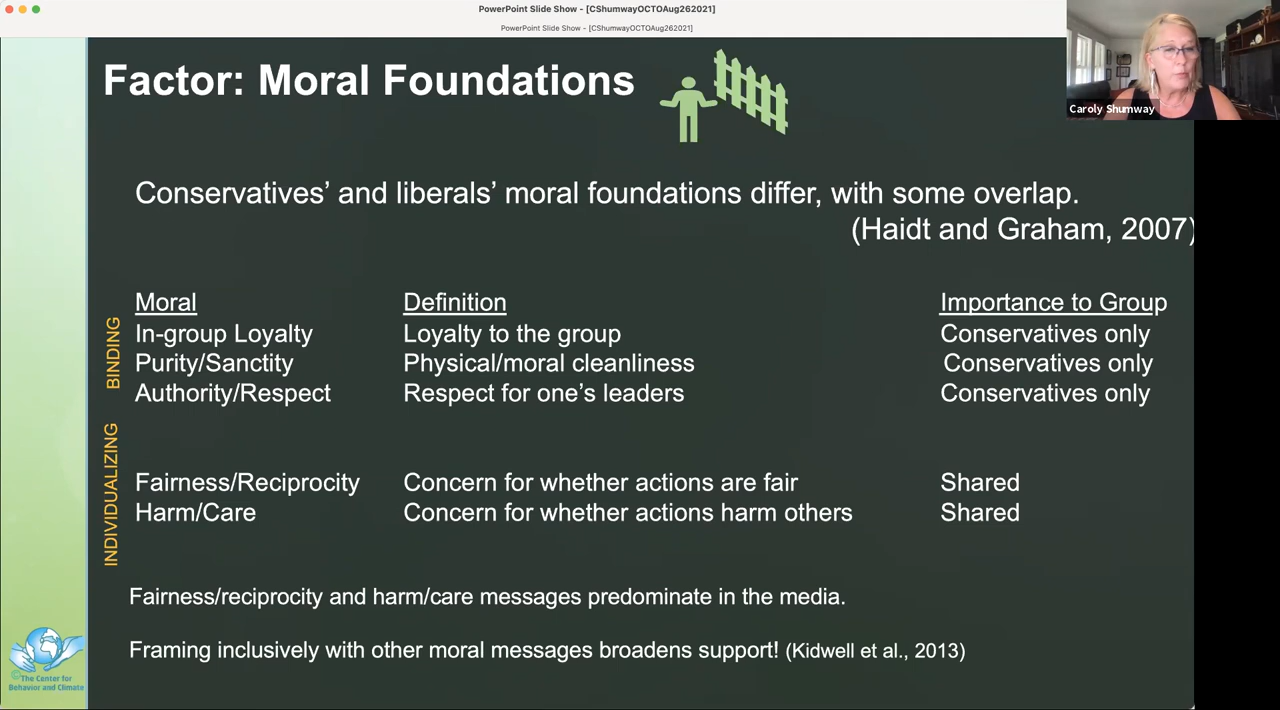 PowerPoint Slide Show - [CShumwayOCTOAug262021]
PowerPoint Slide Show - [CShumwayOCTOAug262021]
Caroly Shumway
Factor: Moral Foundations
Conservatives’ and liberals’ moral foundations differ, with some overlap.
(Haidt and Graham, 2007)
Moral Definition Importance to Group
BINDING
In-group Loyalty Loyalty to the group Conservatives only
Purity/Sanctity Physical/moral cleanliness Conservatives only
Authority/Respect Respect for one’s leaders Conservatives only
INDIVIDUALIZING
Fairness/Reciprocity Concern for whether actions are fair Shared
Harm/Care Concern for whether actions harm others Shared
Fairness/reciprocity and harm/care messages predominate in the media.
Framing inclusively with other moral messages broadens support! (Kidwell et al., 2013)
©The Center for
Behavior and Climate